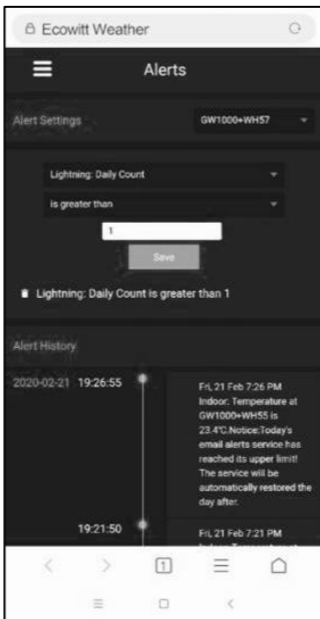 Ecowitt Weather
Alerts
Alert Settings
GW1000+WH57
Lightning: Daily Count
is greater than
1
Save
Lightning: Daily Count is greater than 1
Alert History
2020-02-21 19:26:55
Fri, 21 Feb 7:26 PM
Indoor: Temperature at
GW1000+WH55 is
23.4℃.Notice:Today's
email alerts service has
reached its upper limit!
The service will be
automatically restored the
day after.
19:21:50
Fri, 21 Feb 7:21 PM
1